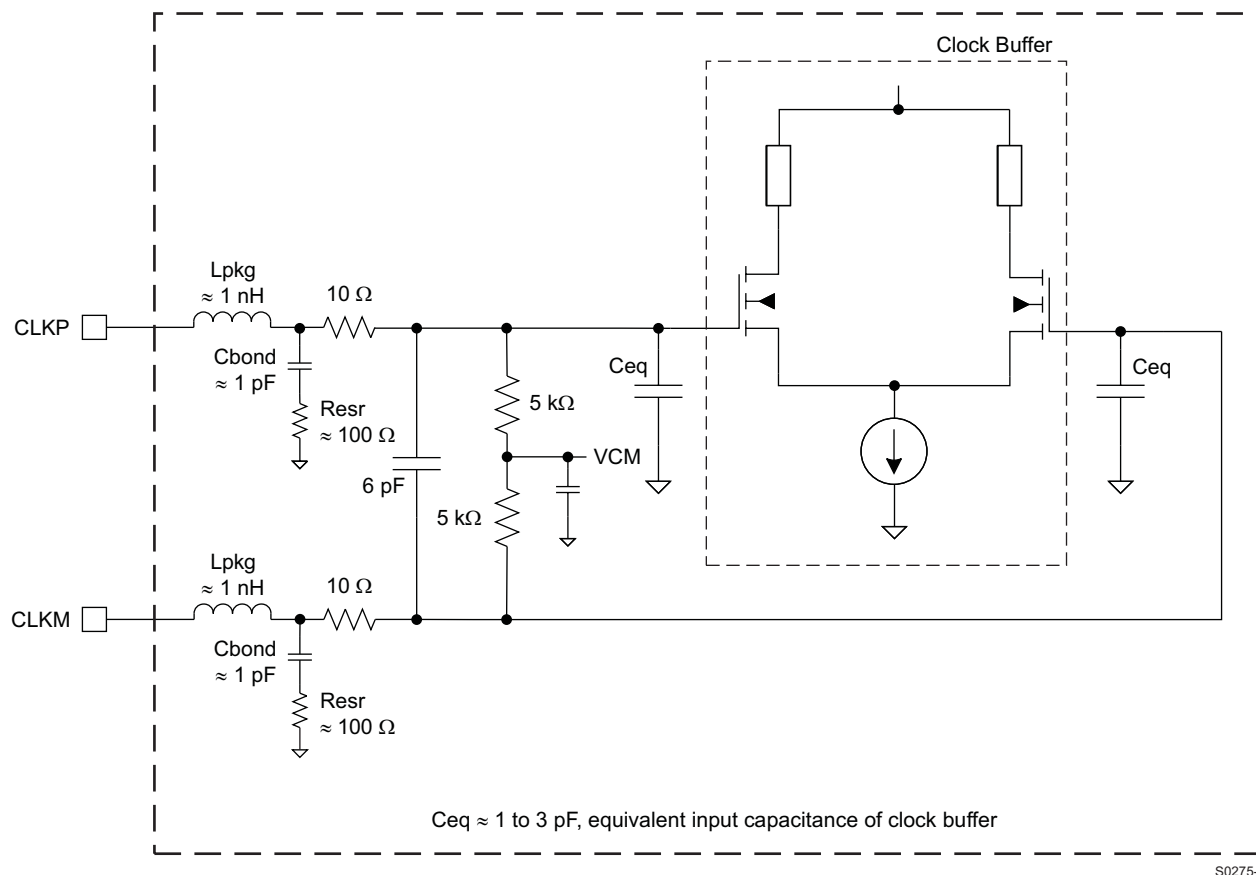 Clock Buffer
Lpkg
≈ 1 nH
10 Ω
CLKP
Cbond
≈ 1 pF
Resr
≈ 100 Ω
6 pF
5 kΩ
VCM
5 kΩ
Ceq
Ceq
Lpkg
≈ 1 nH
10 Ω
CLKM
Cbond
≈ 1 pF
Resr
≈ 100 Ω
Ceq ≈ 1 to 3 pF, equivalent input capacitance of clock buffer
S0275-